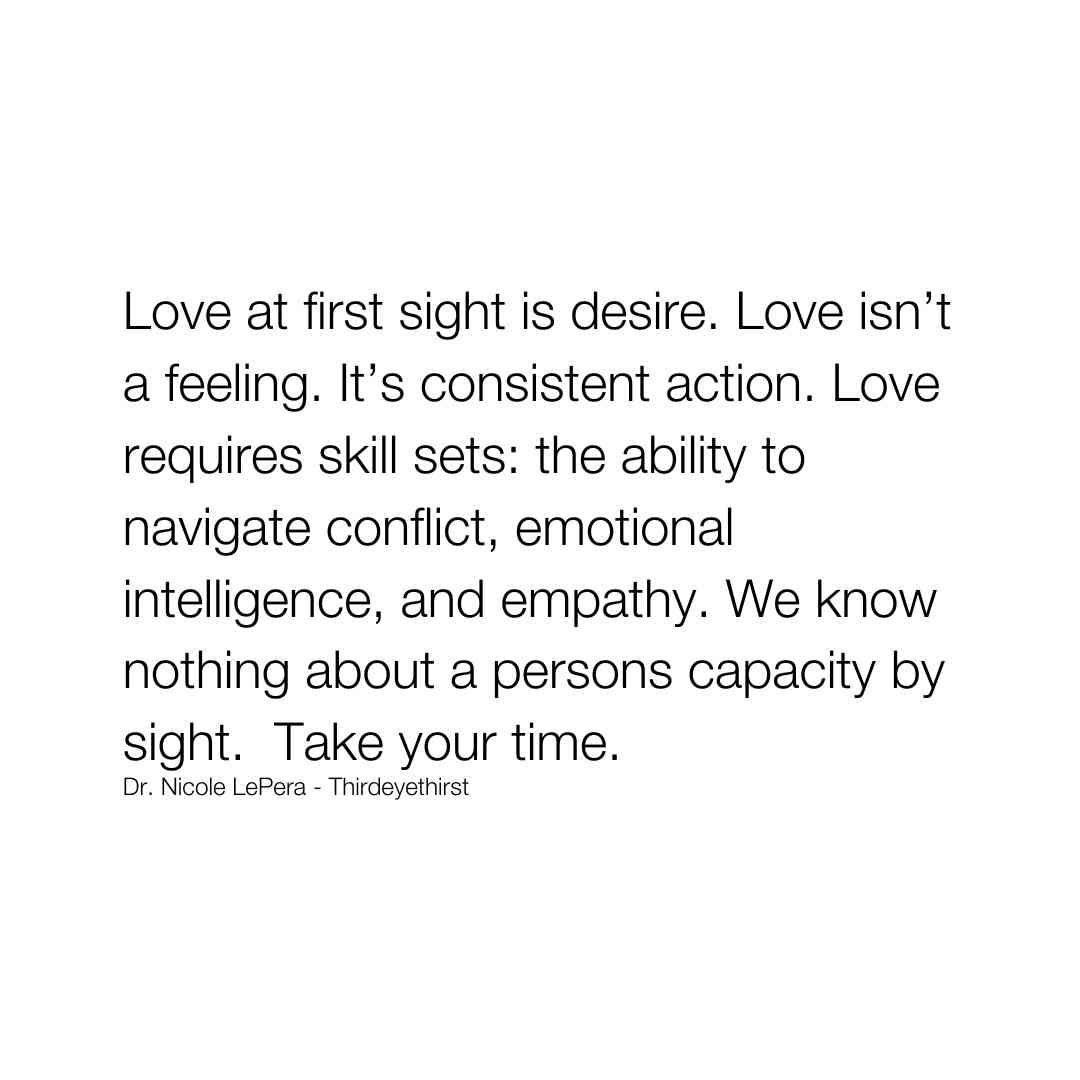 Love at first sight is desire. Love isn’t
a feeling. It’s consistent action. Love
requires skill sets: the ability to
navigate conflict, emotional
intelligence, and empathy. We know
nothing about a persons capacity by
sight.  Take your time.
Dr. Nicole LePera - Thirdeyethirst